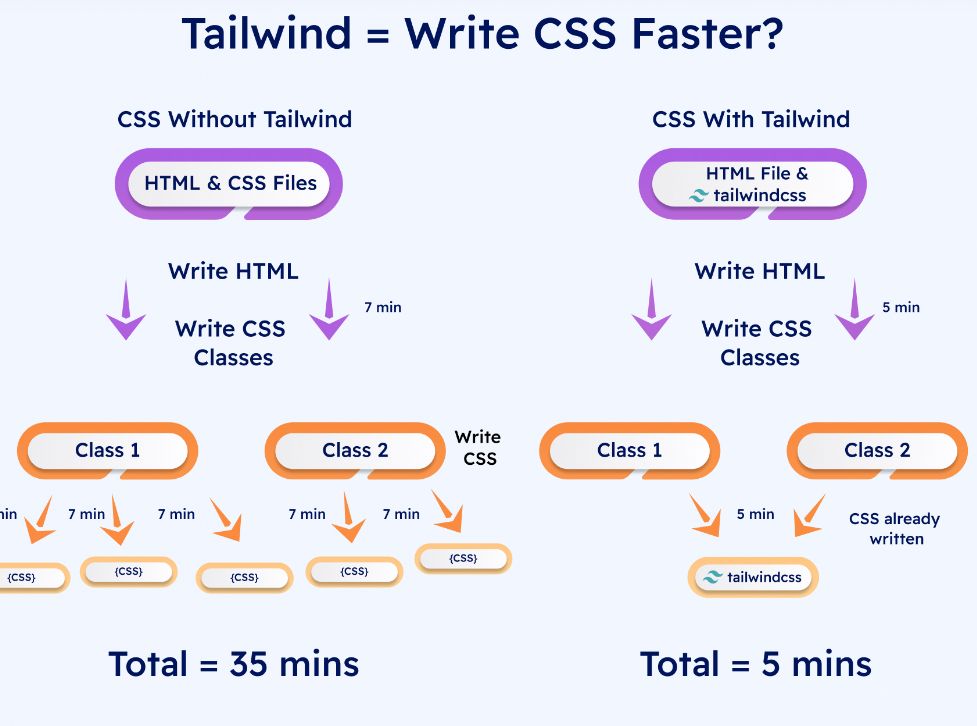 Tailwind = Write CSS Faster?
CSS Without Tailwind
HTML & CSS Files
Write HTML
7 min
Write CSS
Classes
Class 1
Class 2
Write
CSS
min
7 min
7 min
7 min
7 min
{CSS}
{CSS}
{CSS}
{CSS}
{CSS}
Total = 35 mins
CSS With Tailwind
HTML File &
tailwindcss
Write HTML
5 min
Write CSS
Classes
Class 1
Class 2
5 min
CSS already
written
tailwindcss
Total = 5 mins